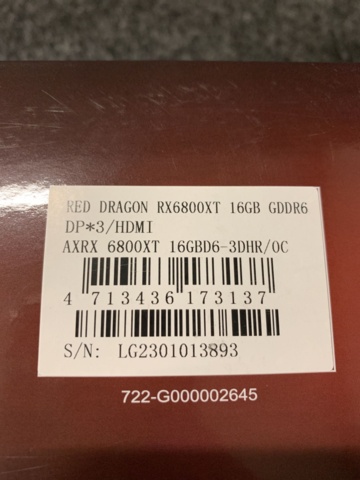 RED DRAGON RX6800XT 16GB GDDR6
DP*3/HDMI
AXRX 6800XT 16GBD6-3DHR/OC
4 713436 173137
S/N: LG2301013893
722-G000002645